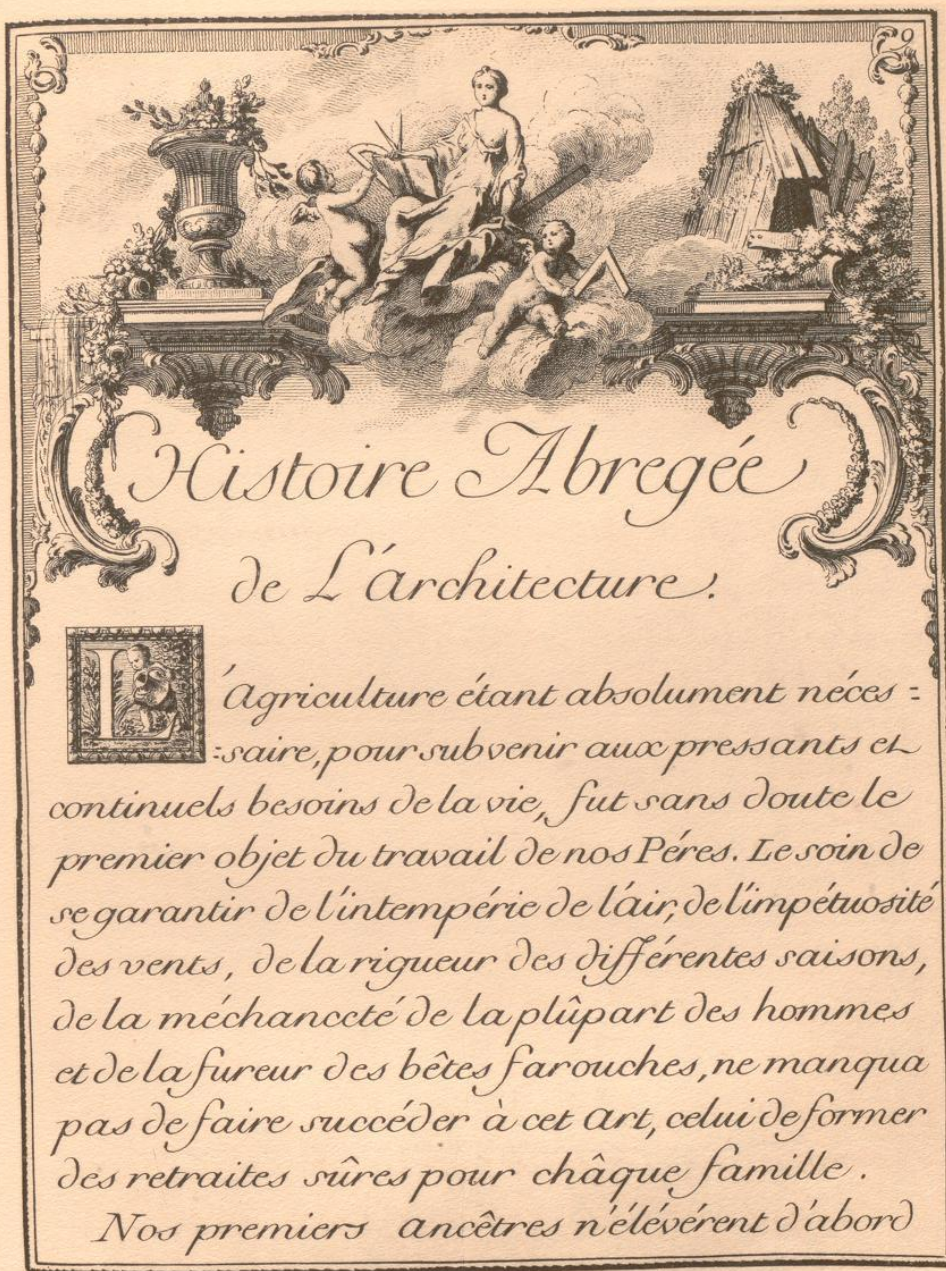 9
Histoire Abregée
de L'Architecture.
L'Agriculture étant absolument néces=
=saire, pour subvenir aux pressants et
continuels besoins de la vie, fut sans doute le
premier objet du travail de nos Péres. Le soin de
se garantir de l'intempérie de l'air, de l'impétuosité
des vents, de la rigueur des différentes saisons,
de la méchanceté de la plûpart des hommes
et de la fureur des bêtes farouches, ne manqua
pas de faire succéder à cet Art, celui de former
des retraites sûres pour châque famille.
Nos premiers Ancêtres n'élévérent d'abord